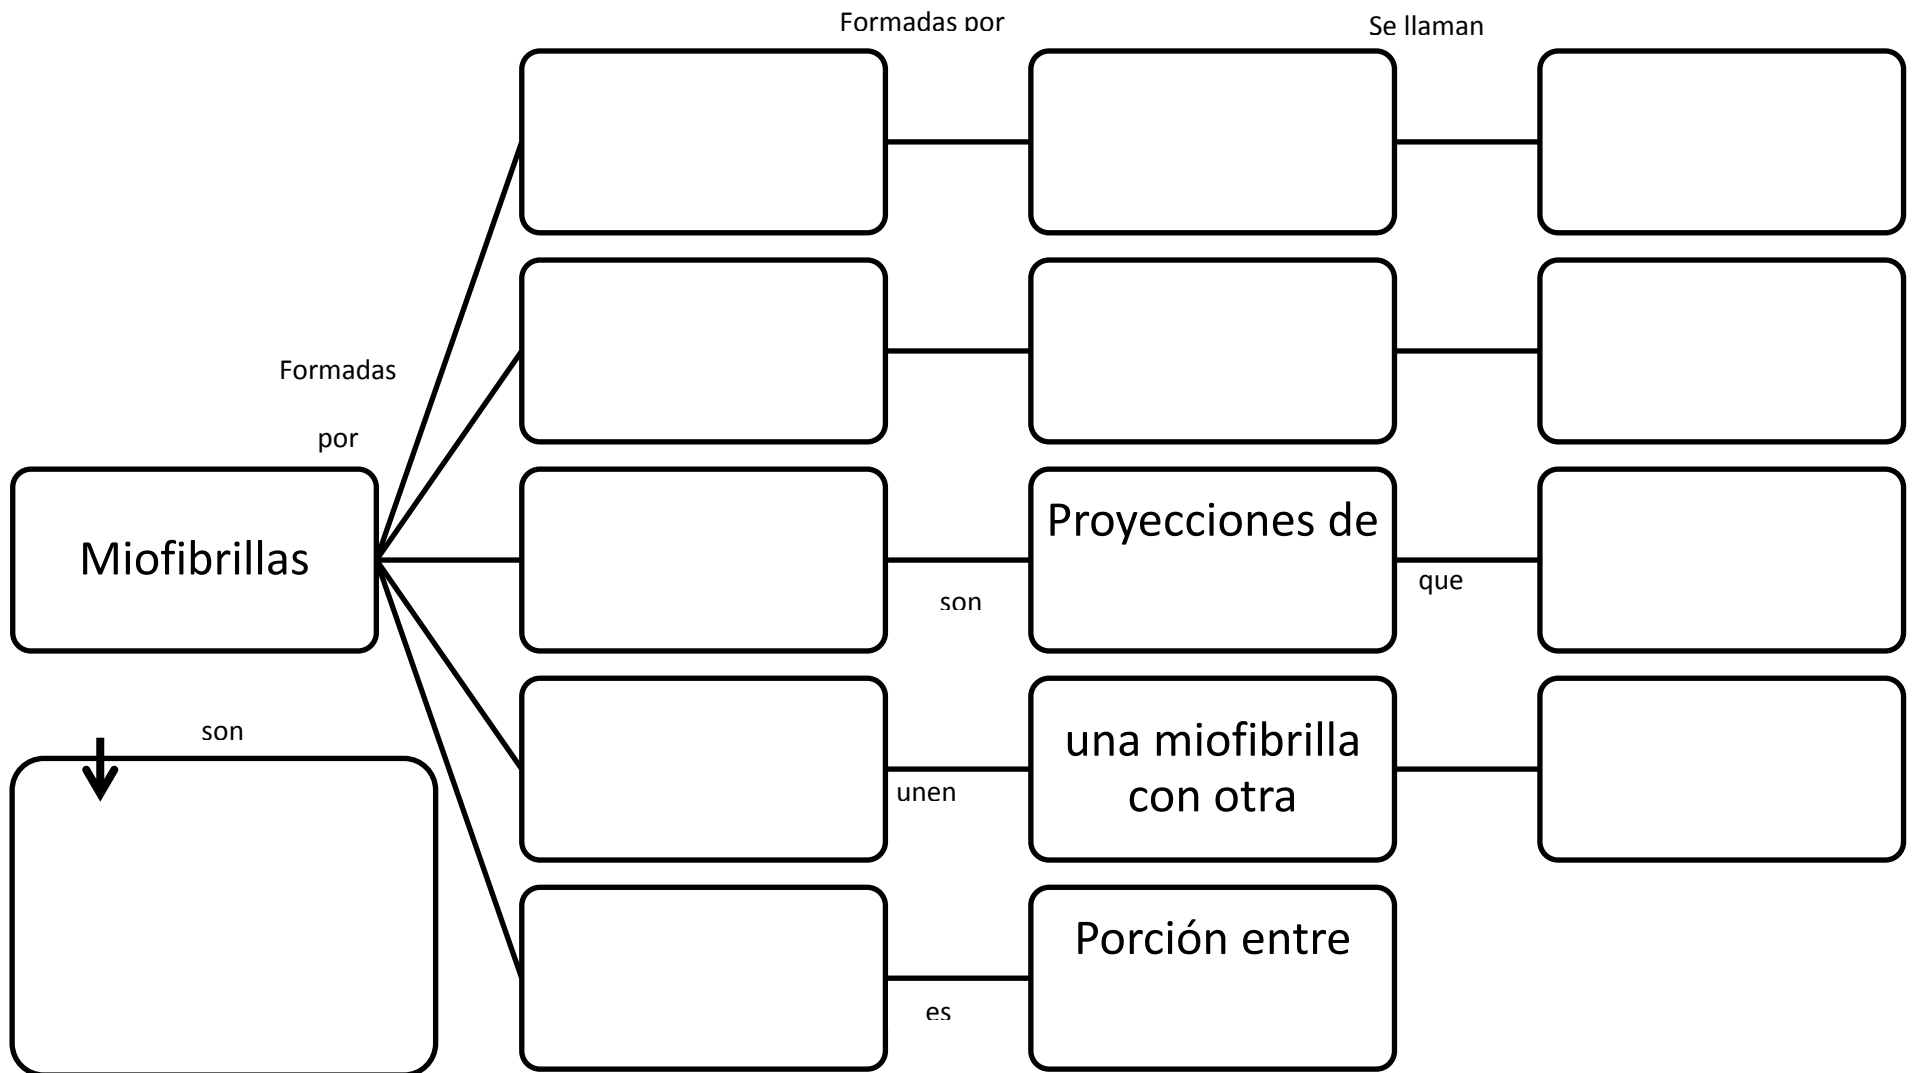 Formadas por
Se llaman
Formadas
por
Miofibrillas
Proyecciones de
que
son
son
una miofibrilla
con otra
unen
Porción entre
es